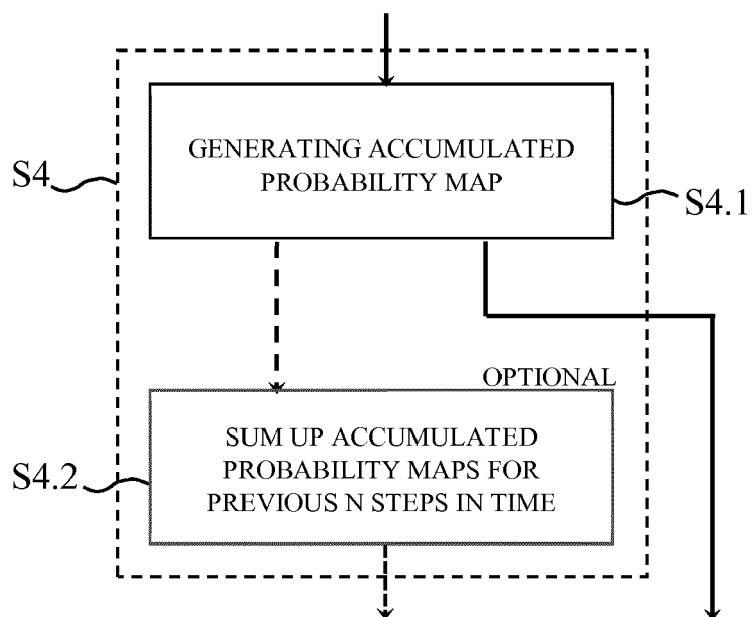 GENERATING ACCUMULATED
PROBABILITY MAP
S4
S4.1
OPTIONAL
SUM UP ACCUMULATED
PROBABILITY MAPS FOR
PREVIOUS N STEPS IN TIME
S4.2